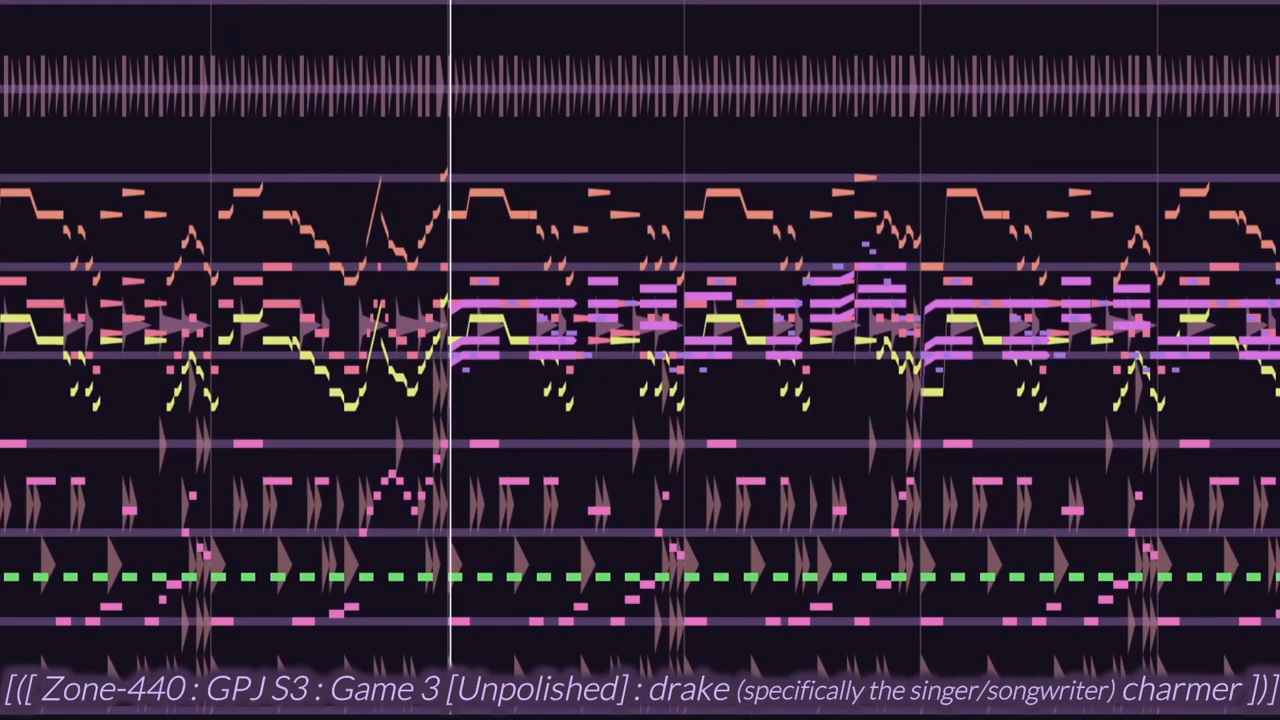 [([ Zone-440 : GPJ S3 : Game 3 [Unpolished] : drake (specifically the singer/songwriter) charmer ])]